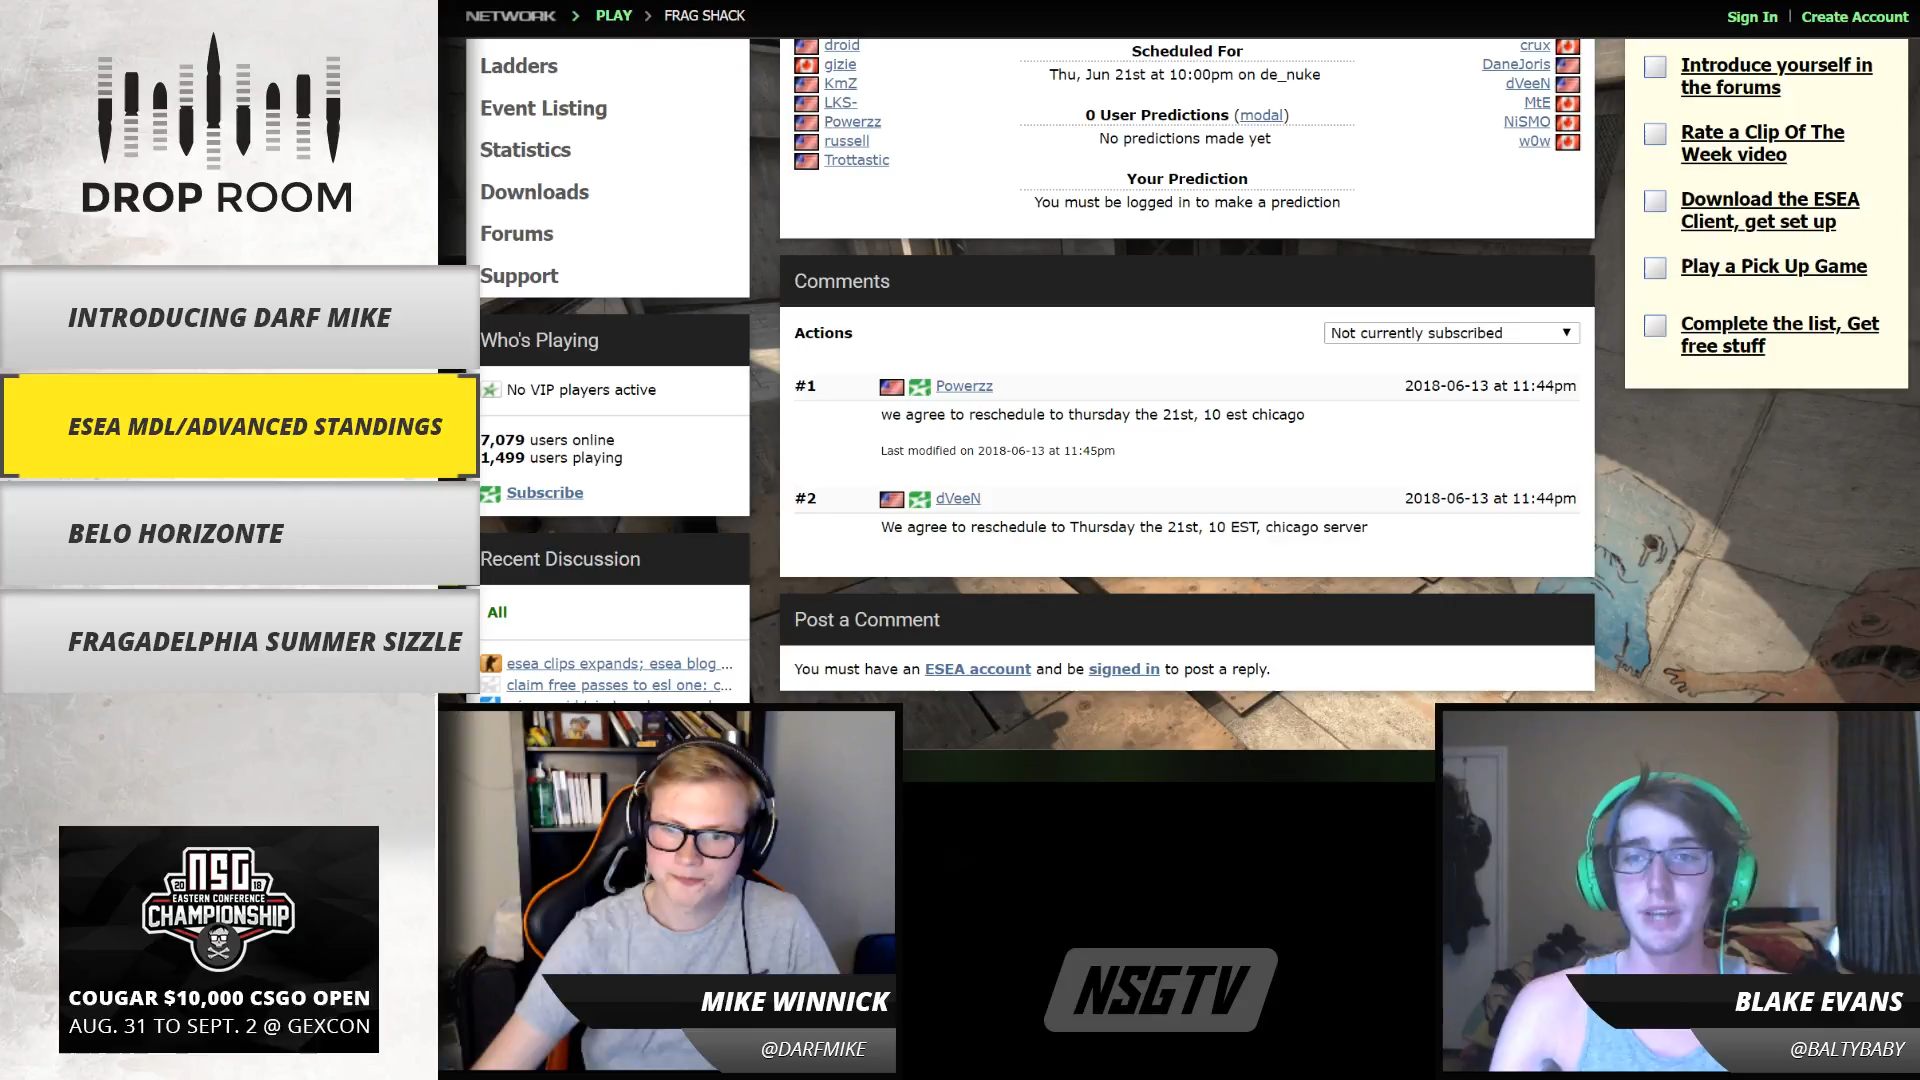 DROP ROOM
INTRODUCING DARF MIKE
ESEA MDL/ADVANCED STANDINGS
BELO HORIZONTE
FRAGADELPHIA SUMMER SIZZLE
NSG
20 18
EASTERN CONFERENCE
CHAMPIONSHIP
COUGAR $10,000 CSGO OPEN
AUG. 31 TO SEPT. 2 @ GEXCON
NETWORK > PLAY > FRAG SHACK
Sign In | Create Account
Ladders
Event Listing
Statistics
Downloads
Forums
Support
Who's Playing
No VIP players active
7,079 users online
1,499 users playing
Subscribe
Recent Discussion
All
esea clips expands; esea blog ...
claim free passes to esl one: c...
droid
gizie
KmZ
LKS-
Powerzz
russell
Trottastic
Scheduled For
Thu, Jun 21st at 10:00pm on de_nuke
0 User Predictions (modal)
No predictions made yet
Your Prediction
You must be logged in to make a prediction
crux
DaneJoris
dVeeN
MtE
NiSMO
w0w
Comments
Actions
Not currently subscribed
#1 Powerzz 2018-06-13 at 11:44pm
we agree to reschedule to thursday the 21st, 10 est chicago
Last modified on 2018-06-13 at 11:45pm
#2 dVeeN 2018-06-13 at 11:44pm
We agree to reschedule to Thursday the 21st, 10 EST, chicago server
Post a Comment
You must have an ESEA account and be signed in to post a reply.
Introduce yourself in
the forums
Rate a Clip Of The
Week video
Download the ESEA
Client, get set up
Play a Pick Up Game
Complete the list, Get
free stuff
MIKE WINNICK
@DARFMIKE
NSGTV
BLAKE EVANS
@BALTYBABY